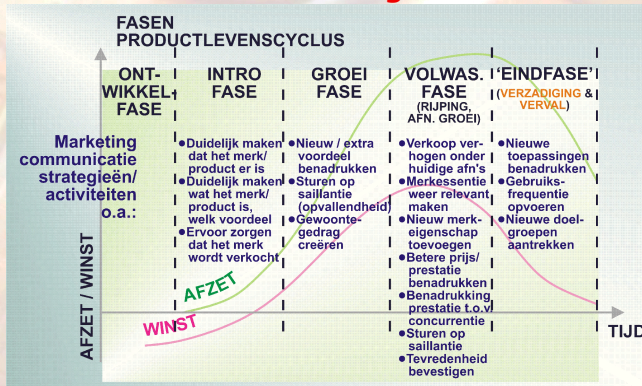 FASEN
PRODUCTLEVENSCYCLUS
ONT-
WIKKEL-
FASE
INTRO
FASE
GROEI
FASE
VOLWAS.
FASE
(RIJPING,
AFN. GROEI)
‘EINDFASE’
(VERZADIGING &
VERVAL)
Marketing
communicatie
strategieën/
activiteiten
o.a.:
●Duidelijk maken
dat het merk/
product er is
●Duidelijk maken
wat het merk/
product is,
welk voordeel
●Ervoor zorgen
dat het merk
wordt verkocht
●Nieuw / extra
voordeel
benadrukken
●Sturen op
saillantie
(opvallendheid)
●Gewoonte-
gedrag
creëren
●Verkoop ver-
hogen onder
huidige afn's
●Merkessentie
weer relevant
maken
●Nieuw merk-
eigenschap
toevoegen
●Betere prijs/
prestatie
benadrukken
●Benadrukking
prestatie t.o.v.
concurrentie
●Sturen op
saillantie
●Tevredenheid
bevestigen
●Nieuwe
toepassingen
benadrukken
●Gebruiks-
frequentie
opvoeren
●Nieuwe doel-
groepen
aantrekken
AFZET / WINST
AFZET
WINST
TIJD